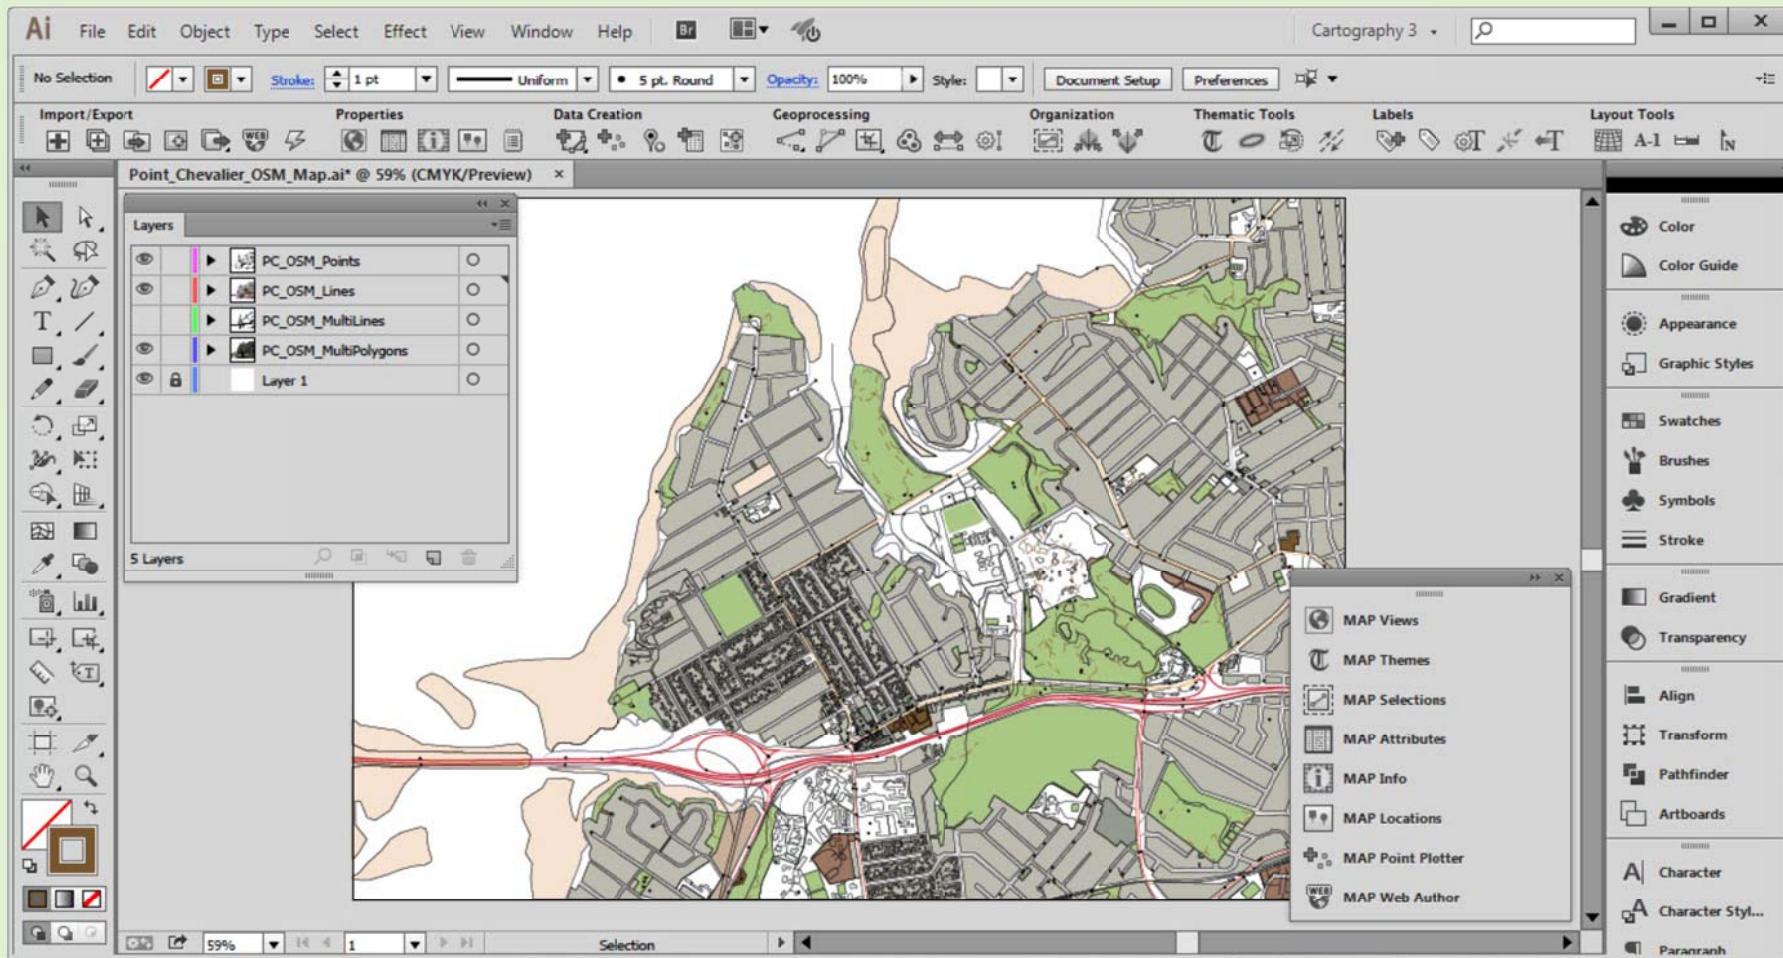 Ai File Edit Object Type Select Effect View Window Help Br Cartography 3
No Selection Stroke: 1 pt Uniform 5 pt. Round Opacity: 100% Style: Document Setup Preferences
Import/Export Properties Data Creation Geoprocessing Organization Thematic Tools Labels Layout Tools
WEB T T T A-1 N
Point_Chevalier_OSM_Map.ai* @ 59% (CMYK/Preview) ×
Layers
PC_OSM_Points
PC_OSM_Lines
PC_OSM_MultiLines
PC_OSM_MultiPolygons
Layer 1
5 Layers
T
T
MAP Views
MAP Themes
MAP Selections
MAP Attributes
MAP Info
MAP Locations
MAP Point Plotter
WEB MAP Web Author
Color
Color Guide
Appearance
Graphic Styles
Swatches
Brushes
Symbols
Stroke
Gradient
Transparency
Align
Transform
Pathfinder
Artboards
A Character
A Character Styl...
Paragraph
59% 1 Selection